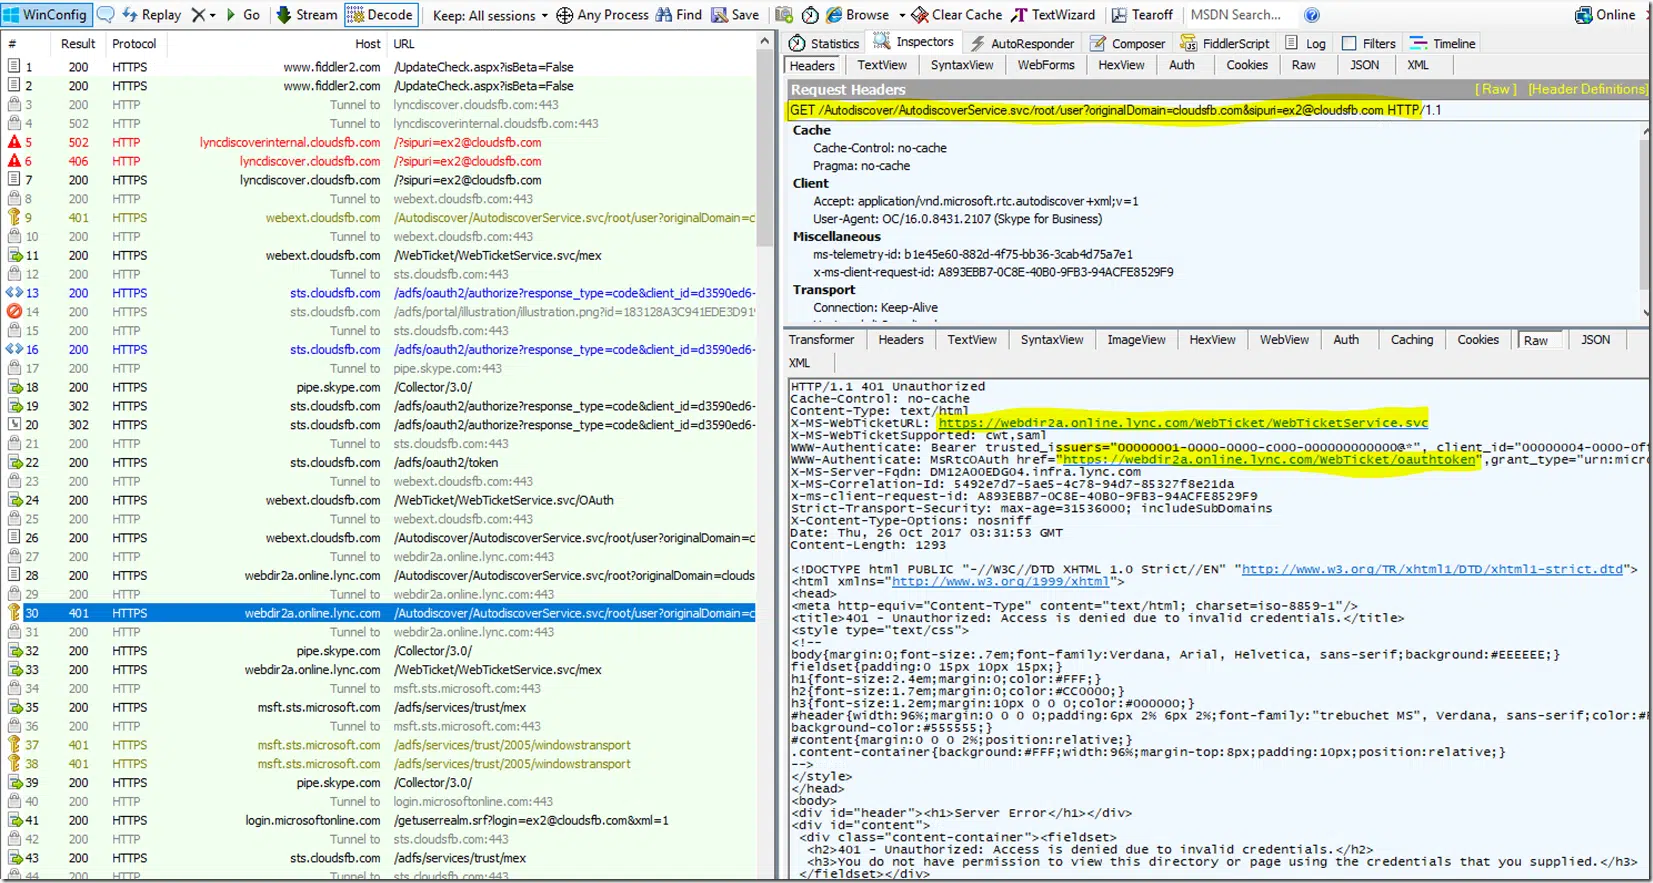 WinConfig Replay X Go Stream Decode Keep: All sessions Any Process Find Save Browse Clear Cache TextWizard Tearoff MSDN Search... Online
# Result Protocol Host URL
1 200 HTTPS www.fiddler2.com /UpdateCheck.aspx?isBeta=False
2 200 HTTPS www.fiddler2.com /UpdateCheck.aspx?isBeta=False
3 200 HTTP Tunnel to lyncdiscover.cloudsfb.com:443
4 502 HTTP Tunnel to lyncdiscoverinternal.cloudsfb.com:443
5 502 HTTP lyncdiscoverinternal.cloudsfb.com /?sipuri=ex2@cloudsfb.com
6 406 HTTP lyncdiscover.cloudsfb.com /?sipuri=ex2@cloudsfb.com
7 200 HTTPS lyncdiscover.cloudsfb.com /?sipuri=ex2@cloudsfb.com
8 200 HTTP Tunnel to webext.cloudsfb.com:443
9 401 HTTPS webext.cloudsfb.com /Autodiscover/AutodiscoverService.svc/root/user?originalDomain=c
10 200 HTTP Tunnel to webext.cloudsfb.com:443
11 200 HTTPS webext.cloudsfb.com /WebTicket/WebTicketService.svc/mex
12 200 HTTP Tunnel to sts.cloudsfb.com:443
13 200 HTTPS sts.cloudsfb.com /adfs/oauth2/authorize?response_type=code&client_id=d3590ed6-
14 200 HTTPS sts.cloudsfb.com /adfs/portal/illustration/illustration.png?id=183128A3C941EDE3D91
15 200 HTTP Tunnel to sts.cloudsfb.com:443
16 200 HTTPS sts.cloudsfb.com /adfs/oauth2/authorize?response_type=code&client_id=d3590ed6-
17 200 HTTP Tunnel to pipe.skype.com:443
18 200 HTTPS pipe.skype.com /Collector/3.0/
19 302 HTTPS sts.cloudsfb.com /adfs/oauth2/authorize?response_type=code&client_id=d3590ed6-
20 302 HTTPS sts.cloudsfb.com /adfs/oauth2/authorize?response_type=code&client_id=d3590ed6-
21 200 HTTP Tunnel to sts.cloudsfb.com:443
22 200 HTTPS sts.cloudsfb.com /adfs/oauth2/token
23 200 HTTP Tunnel to webext.cloudsfb.com:443
24 200 HTTPS webext.cloudsfb.com /WebTicket/WebTicketService.svc/OAuth
25 200 HTTP Tunnel to webext.cloudsfb.com:443
26 200 HTTPS webext.cloudsfb.com /Autodiscover/AutodiscoverService.svc/root/user?originalDomain=c
27 200 HTTP Tunnel to webdir2a.online.lync.com:443
28 200 HTTPS webdir2a.online.lync.com /Autodiscover/AutodiscoverService.svc/root?originalDomain=clouds
29 200 HTTP Tunnel to webdir2a.online.lync.com:443
30 401 HTTPS webdir2a.online.lync.com /Autodiscover/AutodiscoverService.svc/root/user?originalDomain=c
31 200 HTTP Tunnel to webdir2a.online.lync.com:443
32 200 HTTPS pipe.skype.com /Collector/3.0/
33 200 HTTPS webdir2a.online.lync.com /WebTicket/WebTicketService.svc/mex
34 200 HTTP Tunnel to msft.sts.microsoft.com:443
35 200 HTTPS msft.sts.microsoft.com /adfs/services/trust/mex
36 200 HTTP Tunnel to msft.sts.microsoft.com:443
37 401 HTTPS msft.sts.microsoft.com /adfs/services/trust/2005/windowstransport
38 401 HTTPS msft.sts.microsoft.com /adfs/services/trust/2005/windowstransport
39 200 HTTPS pipe.skype.com /Collector/3.0/
40 200 HTTP Tunnel to login.microsoftonline.com:443
41 200 HTTPS login.microsoftonline.com /getuserrealm.srf?login=ex2@cloudsfb.com&xml=1
42 200 HTTP Tunnel to sts.cloudsfb.com:443
43 200 HTTPS sts.cloudsfb.com /adfs/services/trust/mex
44 200 HTTP Tunnel to sts.cloudsfb.com:443
Statistics Inspectors AutoResponder Composer FiddlerScript Log Filters Timeline
Headers TextView SyntaxView WebForms HexView Auth Cookies Raw JSON XML
Request Headers [ Raw ] [Header Definitions]
GET /Autodiscover/AutodiscoverService.svc/root/user?originalDomain=cloudsfb.com&sipuri=ex2@cloudsfb.com HTTP/1.1
Cache
Cache-Control: no-cache
Pragma: no-cache
Client
Accept: application/vnd.microsoft.rtc.autodiscover+xml;v=1
User-Agent: OC/16.0.8431.2107 (Skype for Business)
Miscellaneous
ms-telemetry-id: b1e45e60-882d-4f75-bb36-3cab4d75a7e1
x-ms-client-request-id: A893EBB7-0C8E-40B0-9FB3-94ACFE8529F9
Transport
Connection: Keep-Alive
Transformer Headers TextView SyntaxView ImageView HexView WebView Auth Caching Cookies Raw JSON
XML
HTTP/1.1 401 Unauthorized
Cache-Control: no-cache
Content-Type: text/html
X-MS-WebTicketURL: https://webdir2a.online.lync.com/WebTicket/WebTicketService.svc
X-MS-WebTicketSupported: cwt,saml
WWW-Authenticate: Bearer trusted_issuers="00000001-0000-0000-c000-000000000000@*", client_id="00000004-0000-0ff
WWW-Authenticate: MsRtcOAuth href="https://webdir2a.online.lync.com/WebTicket/oauthtoken",grant_type="urn:micro
X-MS-Server-Fqdn: DM12A00EDG04.infra.lync.com
X-MS-Correlation-Id: 5492e7d7-5ae5-4c78-94d7-85327f8e21da
x-ms-client-request-id: A893EBB7-0C8E-40B0-9FB3-94ACFE8529F9
Strict-Transport-Security: max-age=31536000; includeSubDomains
X-Content-Type-Options: nosniff
Date: Thu, 26 Oct 2017 03:31:53 GMT
Content-Length: 1293
<!DOCTYPE html PUBLIC "-//W3C//DTD XHTML 1.0 Strict//EN" "http://www.w3.org/TR/xhtml1/DTD/xhtml1-strict.dtd">
<html xmlns="http://www.w3.org/1999/xhtml">
<head>
<meta http-equiv="Content-Type" content="text/html; charset=iso-8859-1"/>
<title>401 - Unauthorized: Access is denied due to invalid credentials.</title>
<style type="text/css">
<!--
body{margin:0;font-size:.7em;font-family:Verdana, Arial, Helvetica, sans-serif;background:#EEEEEE;}
fieldset{padding:0 15px 10px 15px;}
h1{font-size:2.4em;margin:0;color:#FFF;}
h2{font-size:1.7em;margin:0;color:#CC0000;}
h3{font-size:1.2em;margin:10px 0 0 0;color:#000000;}
#header{width:96%;margin:0 0 0 0;padding:6px 2% 6px 2%;font-family:"trebuchet MS", Verdana, sans-serif;color:#F
background-color:#555555;}
#content{margin:0 0 0 2%;position:relative;}
.content-container{background:#FFF;width:96%;margin-top:8px;padding:10px;position:relative;}
-->
</style>
</head>
<body>
<div id="header"><h1>Server Error</h1></div>
<div id="content">
<div class="content-container"><fieldset>
<h2>401 - Unauthorized: Access is denied due to invalid credentials.</h2>
<h3>You do not have permission to view this directory or page using the credentials that you supplied.</h3>
</fieldset></div>